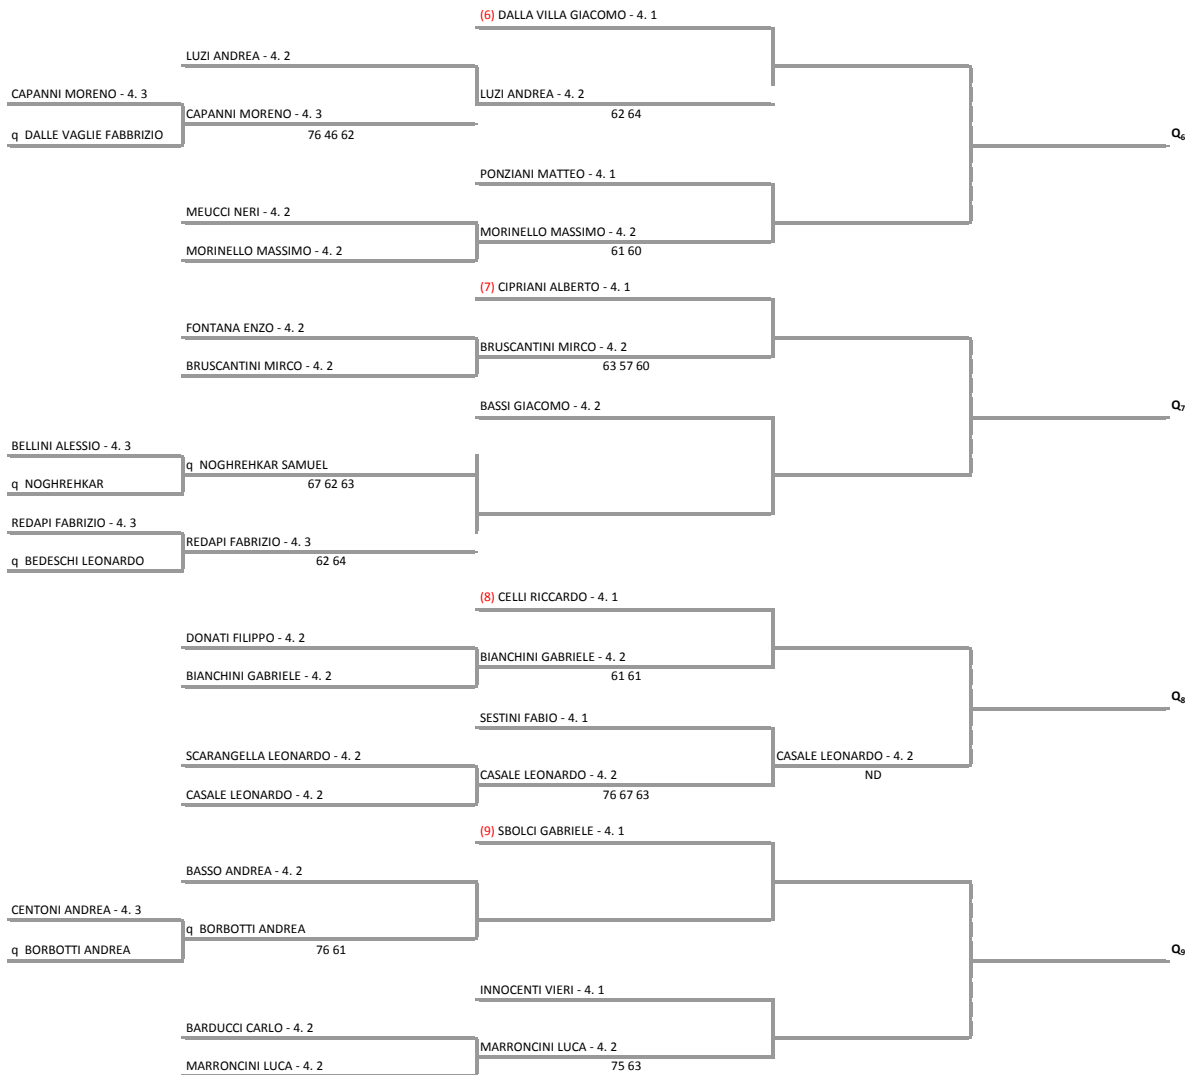 (6) DALLA VILLA GIACOMO - 4. 1
LUZI ANDREA - 4. 2
CAPANNI MORENO - 4. 3
LUZI ANDREA - 4. 2
CAPANNI MORENO - 4. 3
62 64
q DALLE VAGLIE FABBRIZIO
76 46 62
Q6
PONZIANI MATTEO - 4. 1
MEUCCI NERI - 4. 2
MORINELLO MASSIMO - 4. 2
MORINELLO MASSIMO - 4. 2
61 60
(7) CIPRIANI ALBERTO - 4. 1
FONTANA ENZO - 4. 2
BRUSCANTINI MIRCO - 4. 2
BRUSCANTINI MIRCO - 4. 2
63 57 60
BASSI GIACOMO - 4. 2
Q7
BELLINI ALESSIO - 4. 3
q NOGHREHKAR SAMUEL
q NOGHREHKAR
67 62 63
REDAPI FABRIZIO - 4. 3
REDAPI FABRIZIO - 4. 3
q BEDESCHI LEONARDO
62 64
(8) CELLI RICCARDO - 4. 1
DONATI FILIPPO - 4. 2
BIANCHINI GABRIELE - 4. 2
BIANCHINI GABRIELE - 4. 2
61 61
Q8
SESTINI FABIO - 4. 1
SCARANGELLA LEONARDO - 4. 2
CASALE LEONARDO - 4. 2
CASALE LEONARDO - 4. 2
ND
CASALE LEONARDO - 4. 2
76 67 63
(9) SBOLCI GABRIELE - 4. 1
BASSO ANDREA - 4. 2
CENTONI ANDREA - 4. 3
q BORBOTTI ANDREA
q BORBOTTI ANDREA
76 61
Q9
INNOCENTI VIERI - 4. 1
BARDUCCI CARLO - 4. 2
MARRONCINI LUCA - 4. 2
MARRONCINI LUCA - 4. 2
75 63